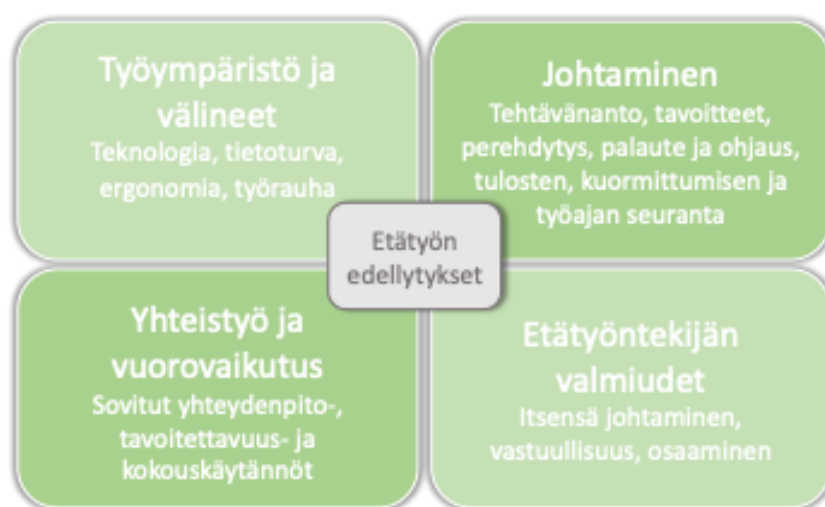 Työympäristö ja
välineet
Teknologia, tietoturva,
ergonomia, työrauha
Johtaminen
Tehtävänanto, tavoitteet,
perehdytys, palaute ja ohjaus,
tulosten, kuormittumisen ja
työajan seuranta
Etätyön
edellytykset
Yhteistyö ja
vuorovaikutus
Sovitut yhteydenpito-,
tavoitettavuus- ja
kokouskäytännöt
Etätyöntekijän
valmiudet
Itsensä johtaminen,
vastuullisuus, osaaminen